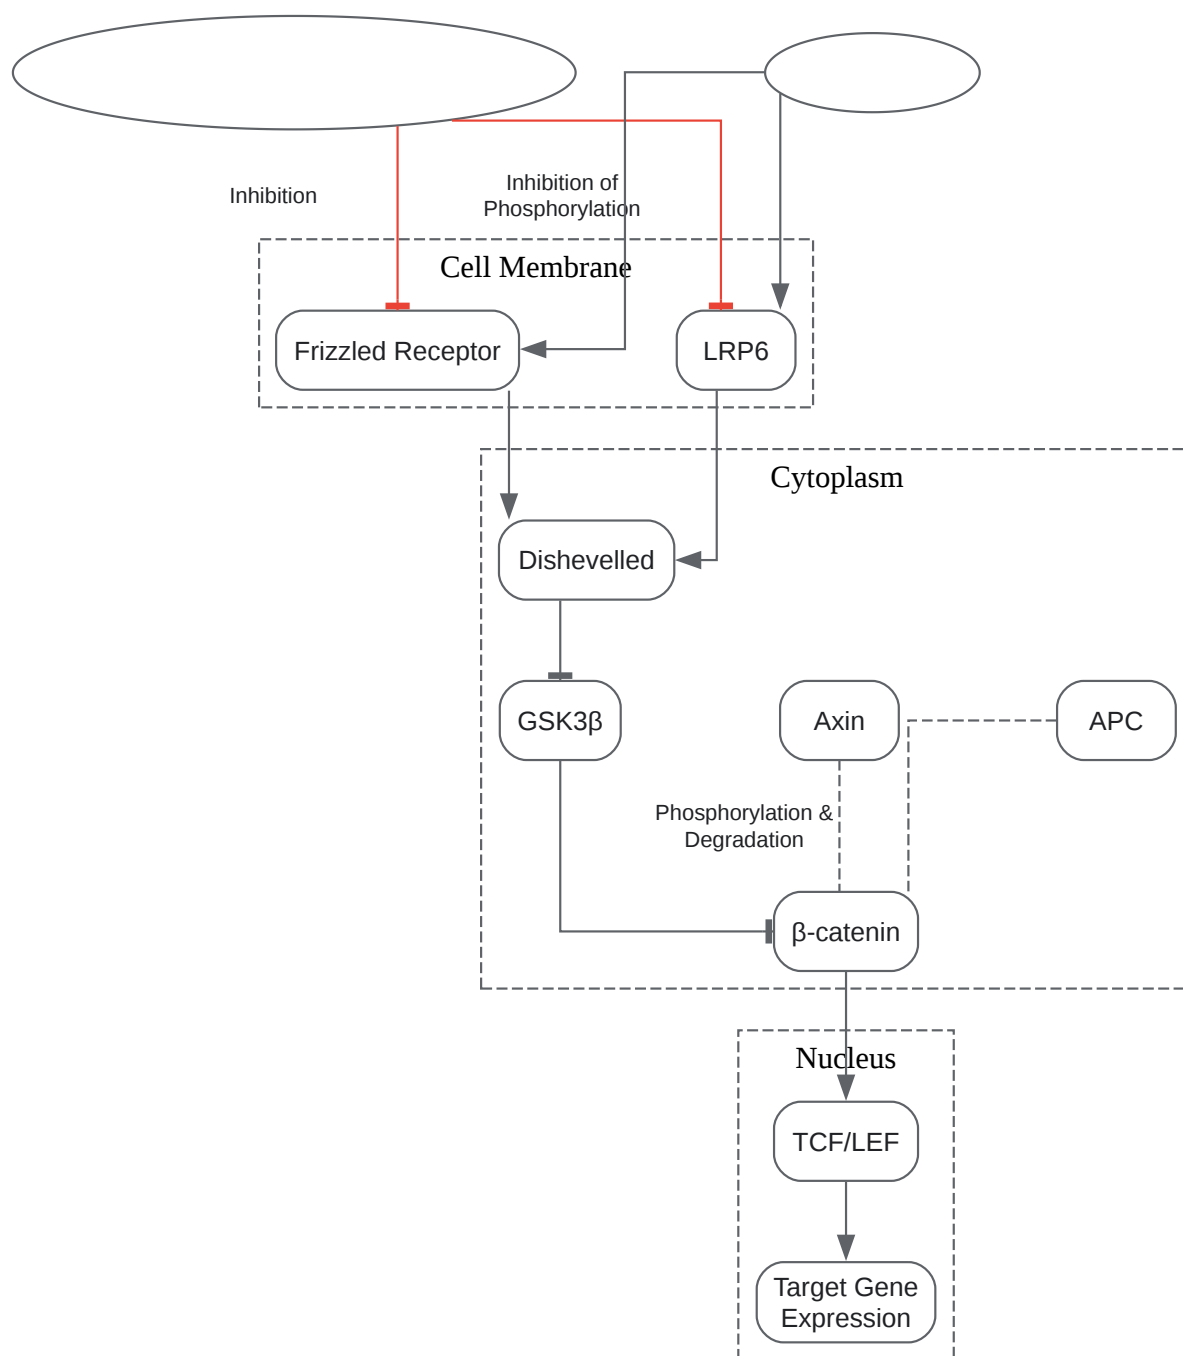 Inhibition
Inhibition of
Phosphorylation
Cell Membrane
Frizzled Receptor
LRP6
Cytoplasm
Dishevelled
GSK3β
Axin
APC
Phosphorylation &
Degradation
β-catenin
Nucleus
TCF/LEF
Target Gene
Expression